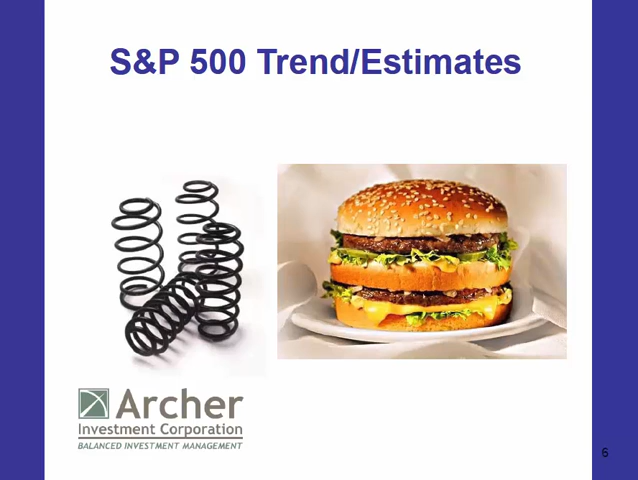 S&P 500 Trend/Estimates
Archer
Investment Corporation
BALANCED INVESTMENT MANAGEMENT
6